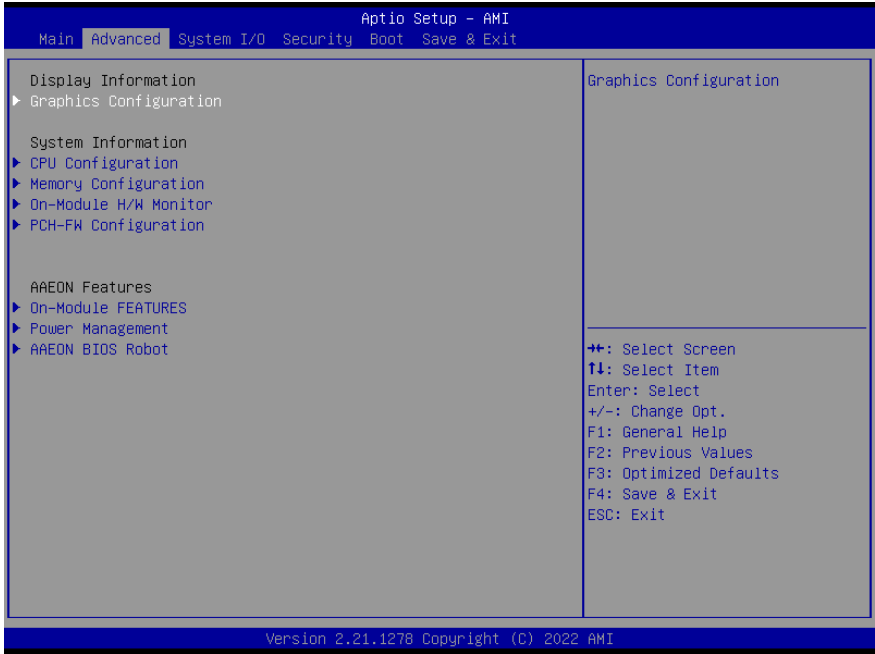 Aptio Setup - AMI
Main Advanced System I/O Security Boot Save & Exit
Display Information
Graphics Configuration
System Information
CPU Configuration
Memory Configuration
On-Module H/W Monitor
PCH-FW Configuration
AAEON Features
On-Module FEATURES
Power Management
AAEON BIOS Robot
Graphics Configuration
→←: Select Screen
↑↓: Select Item
Enter: Select
+/-: Change Opt.
F1: General Help
F2: Previous Values
F3: Optimized Defaults
F4: Save & Exit
ESC: Exit
Version 2.21.1278 Copyright (C) 2022 AMI